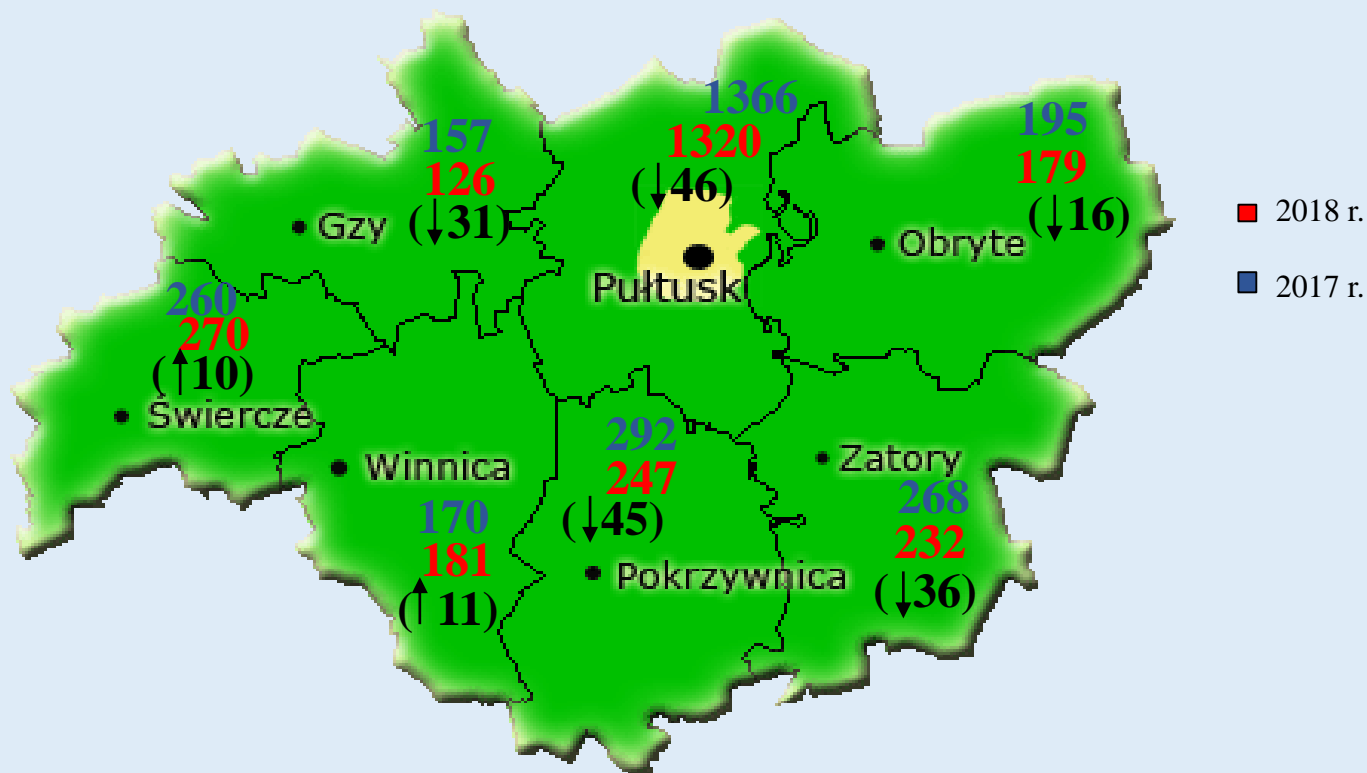 1366
1320
(↓46)
Pułtusk
157
126
(↓31)
Gzy
195
179
(↓16)
Obryte
2018 r.
2017 r.
260
270
(↑10)
Świercze
Winnica
170
181
(↑11)
292
247
(↓45)
Pokrzywnica
Zatory
268
232
(↓36)